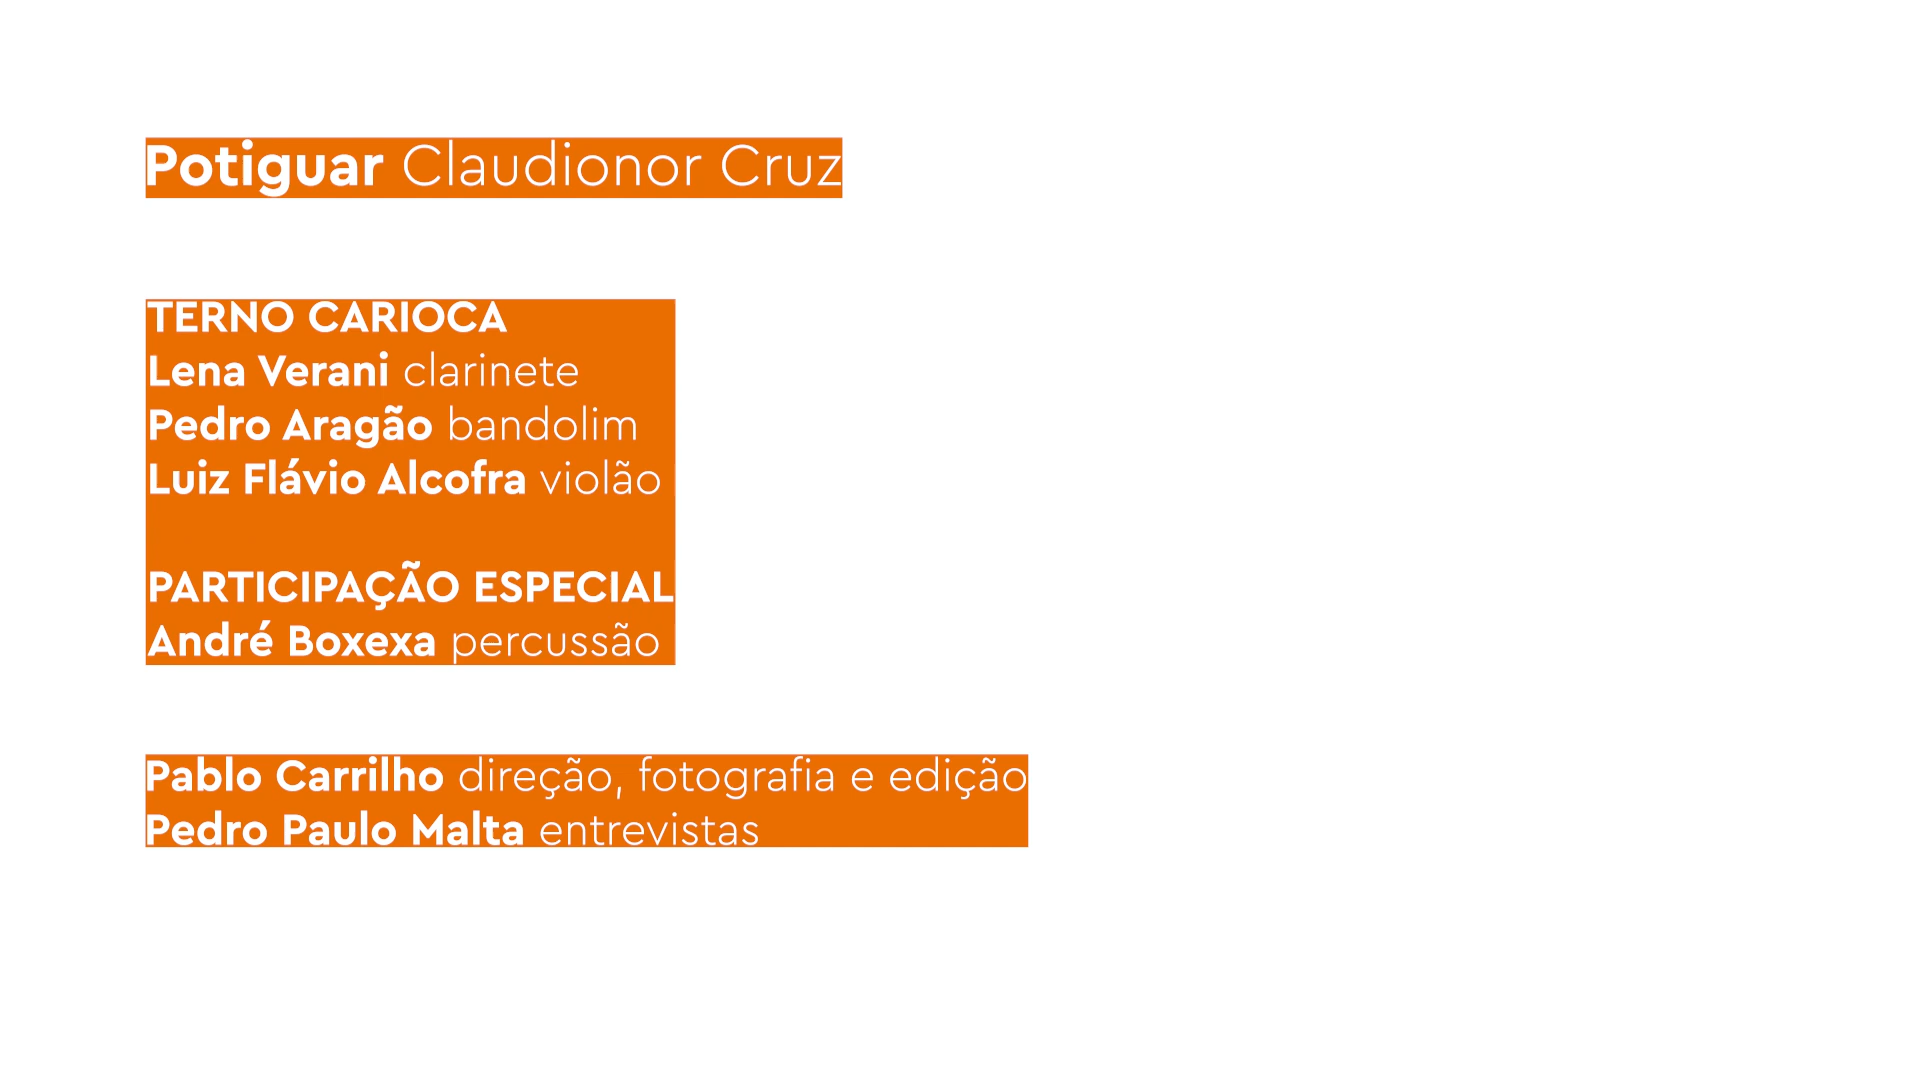 Potiguar Claudionor Cruz
TERNO CARIOCA
Lena Verani clarinete
Pedro Aragão bandolim
Luiz Flávio Alcofra violão
PARTICIPAÇÃO ESPECIAL
André Boxexa percussão
Pablo Carrilho direção, fotografia e edição
Pedro Paulo Malta entrevistas